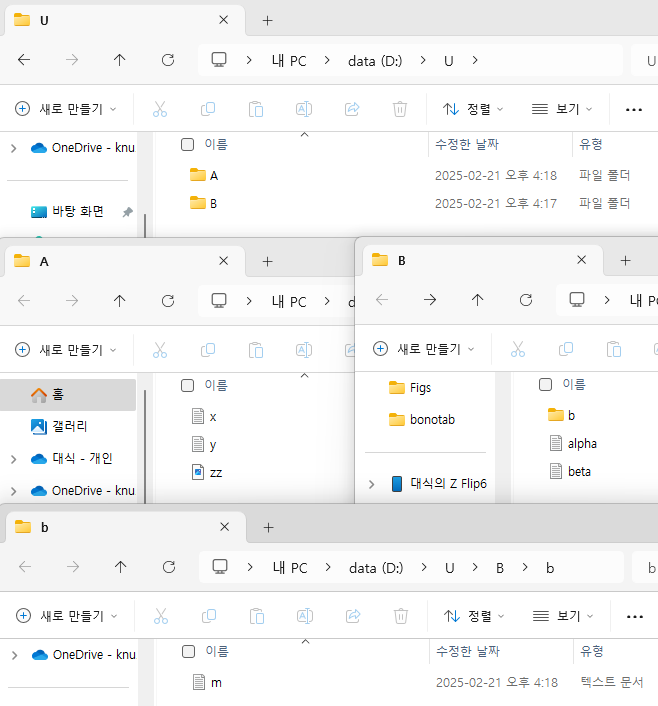 U
내 PC > data (D:) > U >
U
새로 만들기
정렬
보기
이름
수정한 날짜
유형
OneDrive - knu
A
2025-02-21 오후 4:18
파일 폴더
바탕 화면
B
2025-02-21 오후 4:17
파일 폴더
A
내 PC > d
새로 만들기
이름
홈
x
갤러리
y
대식 - 개인
zz
OneDrive - knu
B
내 P
새로 만들기
이름
Figs
b
bonotab
alpha
대식의 Z Flip6
beta
b
내 PC > data (D:) > U > B > b
b
새로 만들기
정렬
보기
이름
수정한 날짜
유형
OneDrive - knu
m
2025-02-21 오후 4:18
텍스트 문서